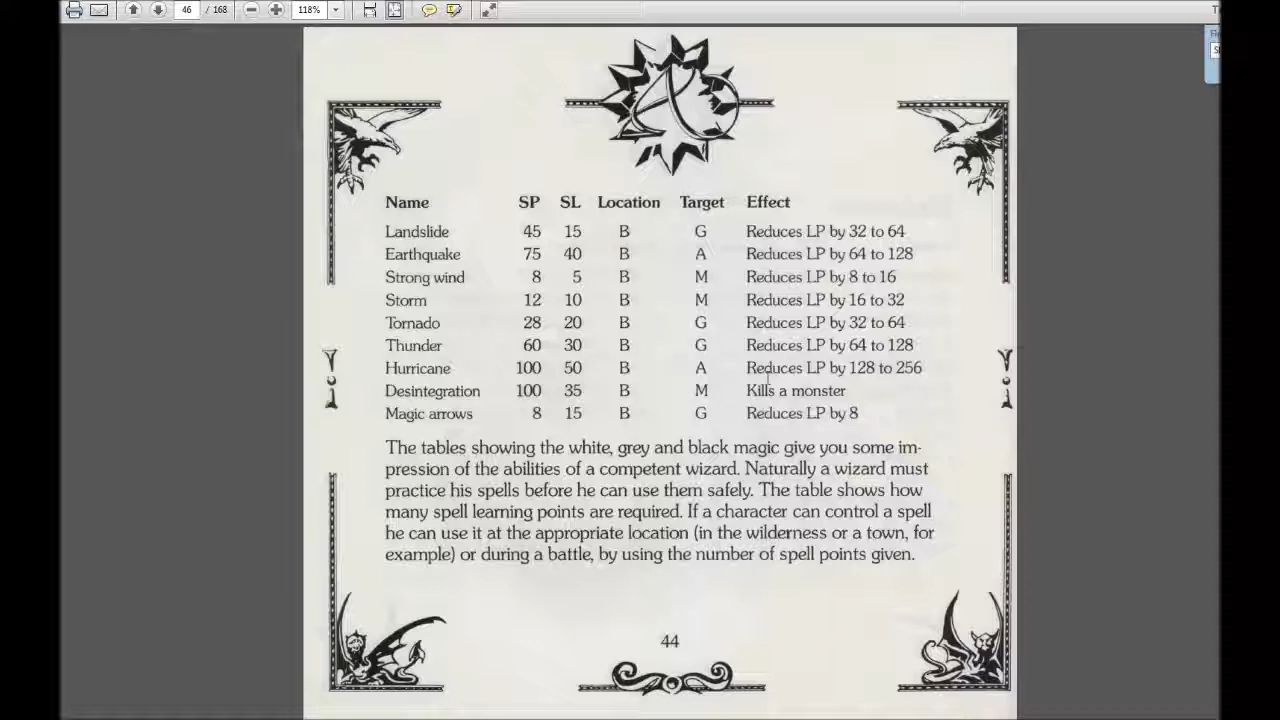 46 / 168 118%
Name SP SL Location Target Effect
Landslide 45 15 B G Reduces LP by 32 to 64
Earthquake 75 40 B A Reduces LP by 64 to 128
Strong wind 8 5 B M Reduces LP by 8 to 16
Storm 12 10 B M Reduces LP by 16 to 32
Tornado 28 20 B G Reduces LP by 32 to 64
Thunder 60 30 B G Reduces LP by 64 to 128
Hurricane 100 50 B A Reduces LP by 128 to 256
Desintegration 100 35 B M Kills a monster
Magic arrows 8 15 B G Reduces LP by 8
The tables showing the white, grey and black magic give you some im-
pression of the abilities of a competent wizard. Naturally a wizard must
practice his spells before he can use them safely. The table shows how
many spell learning points are required. If a character can control a spell
he can use it at the appropriate location (in the wilderness or a town, for
example) or during a battle, by using the number of spell points given.
44